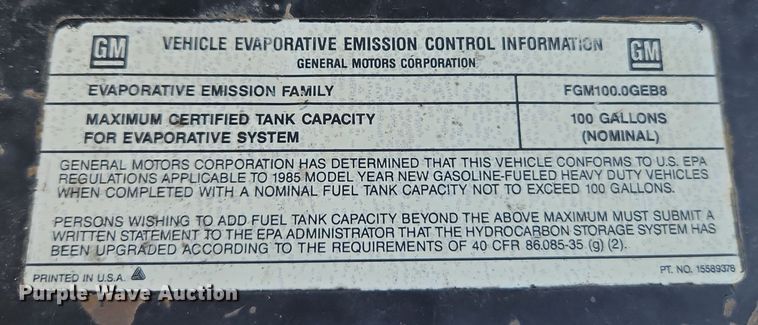 GM VEHICLE EVAPORATIVE EMISSION CONTROL INFORMATION GM
GENERAL MOTORS CORPORATION
EVAPORATIVE EMISSION FAMILY FGM100.0GEB8
MAXIMUM CERTIFIED TANK CAPACITY 100 GALLONS
FOR EVAPORATIVE SYSTEM (NOMINAL)
GENERAL MOTORS CORPORATION HAS DETERMINED THAT THIS VEHICLE CONFORMS TO U.S. EPA
REGULATIONS APPLICABLE TO 1985 MODEL YEAR NEW GASOLINE-FUELED HEAVY DUTY VEHICLES
WHEN COMPLETED WITH A NOMINAL FUEL TANK CAPACITY NOT TO EXCEED 100 GALLONS.
PERSONS WISHING TO ADD FUEL TANK CAPACITY BEYOND THE ABOVE MAXIMUM MUST SUBMIT A
WRITTEN STATEMENT TO THE EPA ADMINISTRATOR THAT THE HYDROCARBON STORAGE SYSTEM HAS
BEEN UPGRADED ACCORDING TO THE REQUIREMENTS OF 40 CFR 86.085-35 (g) (2).
PRINTED IN U.S.A. PT. NO. 15589378
Purple Wave Auction